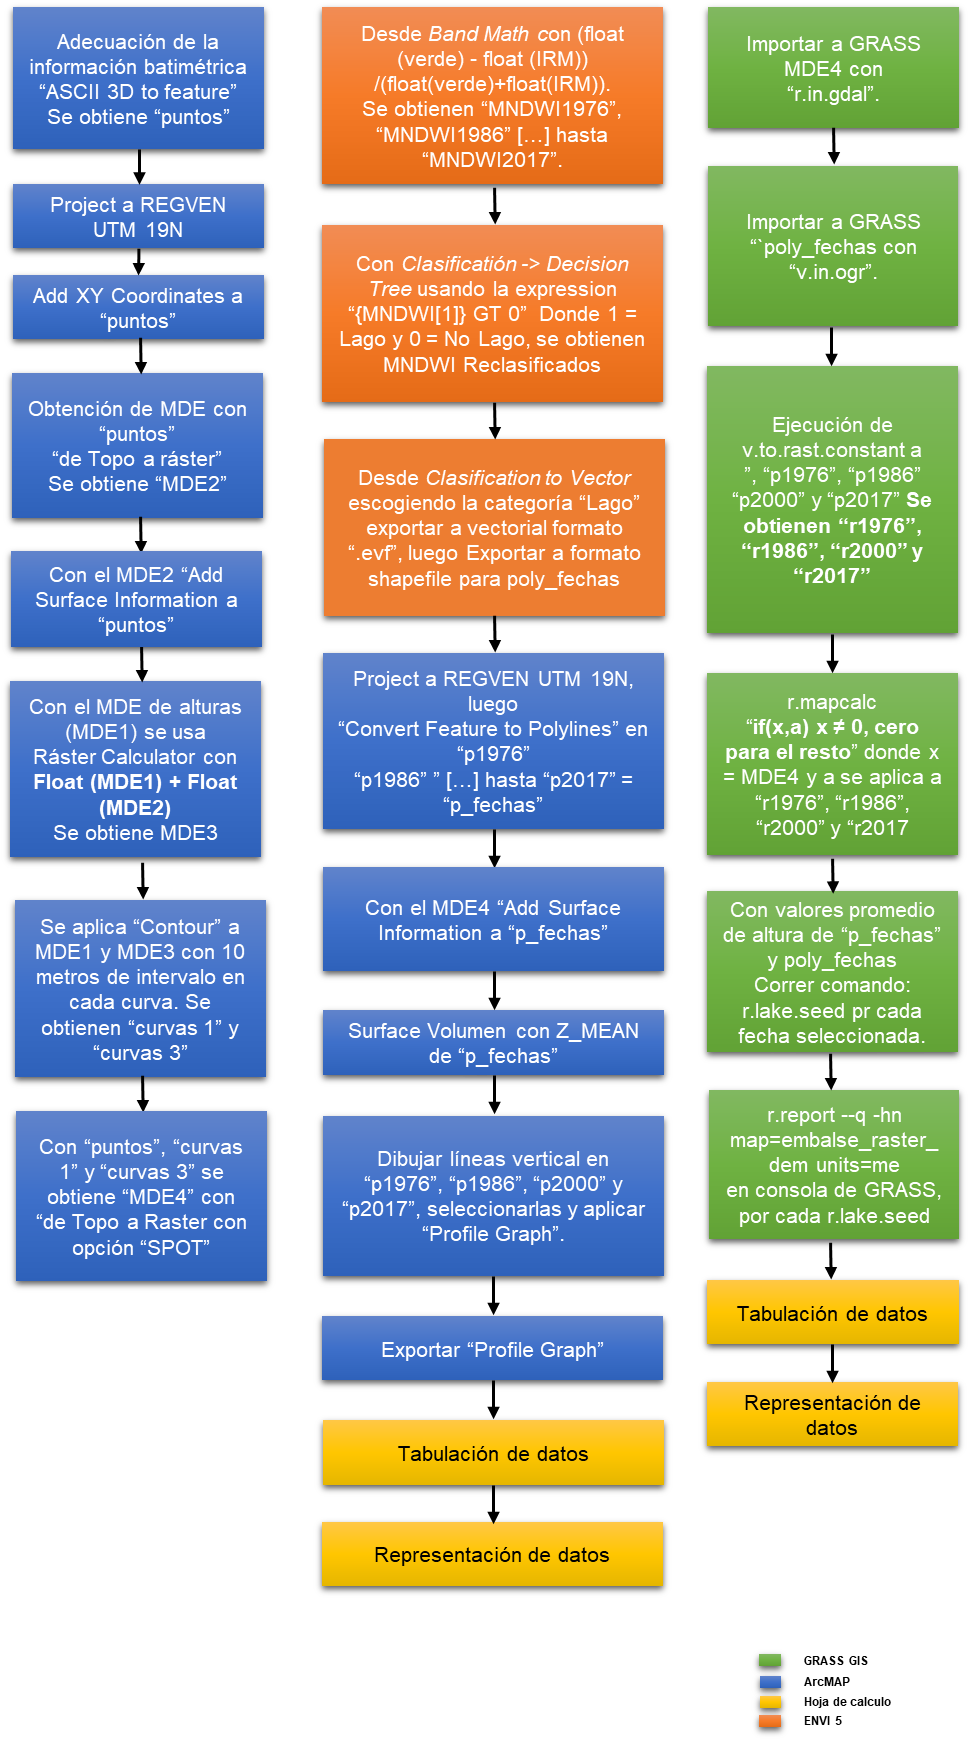 Adecuación de la
información batimétrica
“ASCII 3D to feature”
Se obtiene “puntos”
Project a REGVEN
UTM 19N
Add XY Coordinates a
“puntos”
Obtención de MDE con
“puntos”
“de Topo a ráster”
Se obtiene “MDE2”
Con el MDE2 “Add
Surface Information a
“puntos”
Con el MDE de alturas
(MDE1) se usa
Ráster Calculator con
Float (MDE1) + Float
(MDE2)
Se obtiene MDE3
Se aplica “Contour” a
MDE1 y MDE3 con 10
metros de intervalo en
cada curva. Se
obtienen “curvas 1” y
“curvas 3”
Con “puntos”, “curvas
1” y “curvas 3” se
obtiene “MDE4” con
“de Topo a Raster con
opción “SPOT”
Desde Band Math con (float
(verde) - float (IRM))
/(float(verde)+float(IRM)).
Se obtienen “MNDWI1976”,
“MNDWI1986” […] hasta
“MNDWI2017”.
Con Clasificatión -> Decision
Tree usando la expression
“{MNDWI[1]} GT 0” Donde 1 =
Lago y 0 = No Lago, se obtienen
MNDWI Reclasificados
Desde Clasification to Vector
escogiendo la categoría “Lago”
exportar a vectorial formato
“.evf”, luego Exportar a formato
shapefile para poly_fechas
Project a REGVEN UTM 19N,
luego
“Convert Feature to Polylines” en
“p1976”
“p1986” ” […] hasta “p2017” =
“p_fechas”
Con el MDE4 “Add Surface
Information a “p_fechas”
Surface Volumen con Z_MEAN
de “p_fechas”
Dibujar líneas vertical en
“p1976”, “p1986”, “p2000” y
“p2017”, seleccionarlas y aplicar
“Profile Graph”.
Exportar “Profile Graph”
Tabulación de datos
Representación de datos
Importar a GRASS
MDE4 con
“r.in.gdal”.
Importar a GRASS
“`poly_fechas con
“v.in.ogr”.
Ejecución de
v.to.rast.constant a
”, “p1976”, “p1986”
“p2000” y “p2017” Se
obtienen “r1976”,
“r1986”, “r2000” y
“r2017”
r.mapcalc
“if(x,a) x ≠ 0, cero
para el resto” donde x
= MDE4 y a se aplica a
“r1976”, “r1986”,
“r2000” y “r2017
Con valores promedio
de altura de “p_fechas”
y poly_fechas
Correr comando:
r.lake.seed pr cada
fecha seleccionada.
r.report --q -hn
map=embalse_raster_
dem units=me
en consola de GRASS,
por cada r.lake.seed
Tabulación de datos
Representación de
datos
GRASS GIS
ArcMAP
Hoja de calculo
ENVI 5